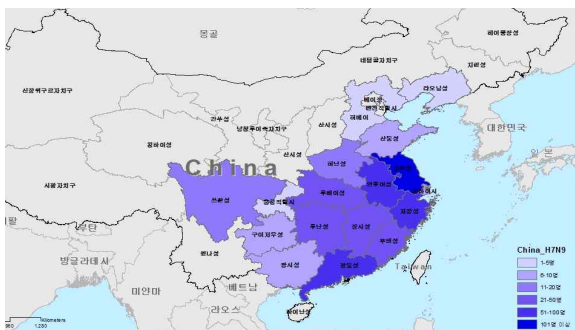 몽골
헤이룽장성
지린성
네이멍구자치구
신장위구르자치구
랴오닝성
베이징
톈진직할시
허베이
간쑤성
닝샤후이족자치구
산시성
산둥성
칭하이성
대한민국
일 본
산시성
허난성
China
안후이성
시짱자치구
쓰촨성
후베이성
충칭직할시
저장성
후난성
장시성
구이저우성
푸젠성
부탄
윈난성
광시성
광둥성
Taiwan
방글라데시
미얀마
베트남
라오스
하이난성
China_H7N9
1-5명
6-10명
11-20명
21-50명
51-100명
101명 이상
Kilometers
1,280